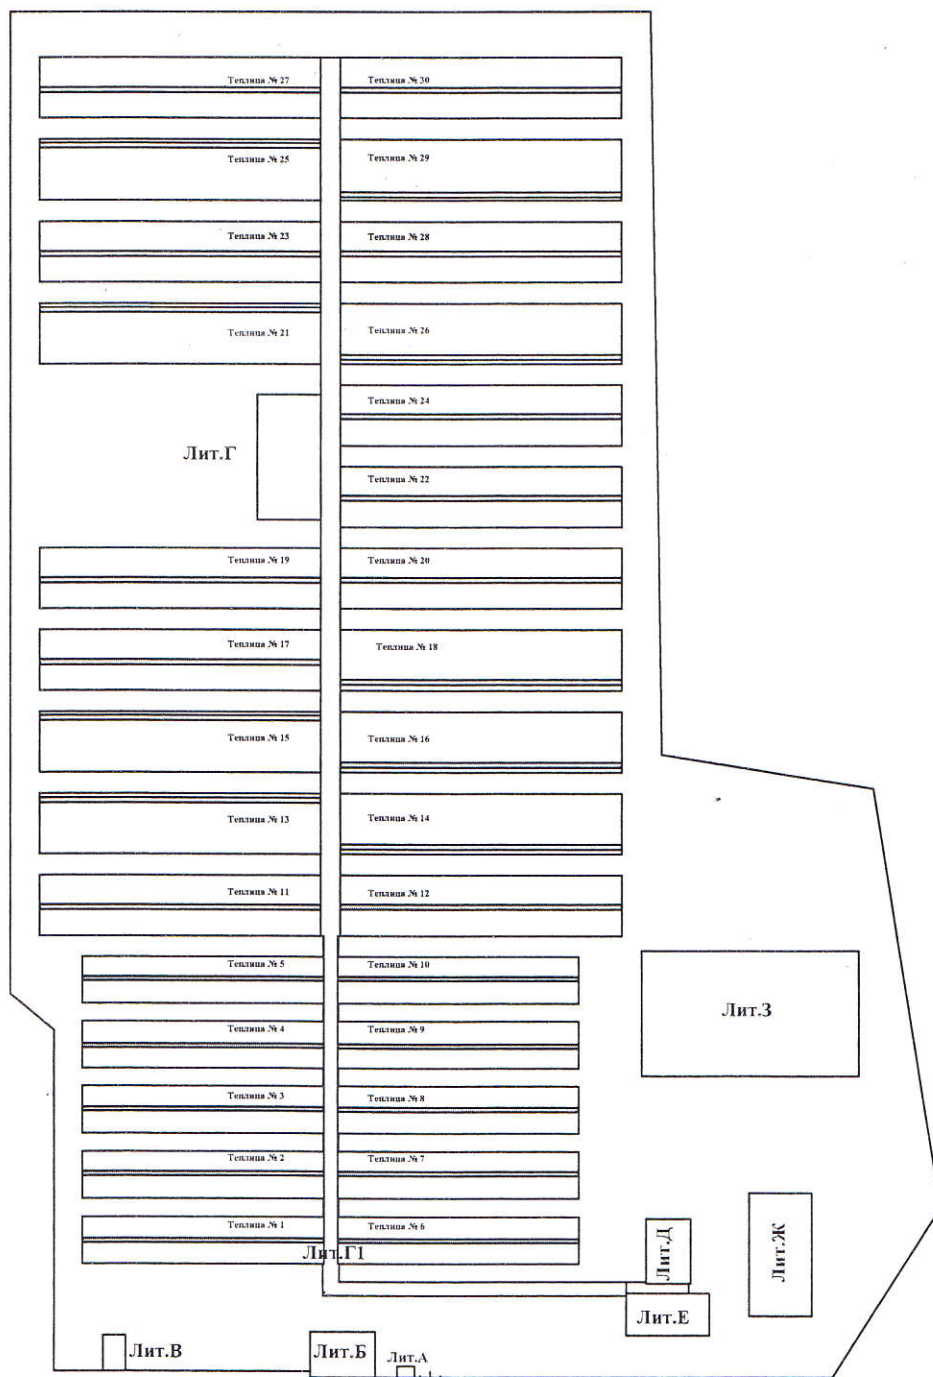 Теплица № 27
Теплица № 30
Теплица № 25
Теплица № 29
Теплица № 23
Теплица № 28
Теплица № 21
Теплица № 26
Теплица № 24
Лит.Г
Теплица № 22
Теплица № 19
Теплица № 20
Теплица № 17
Теплица № 18
Теплица № 15
Теплица № 16
Теплица № 13
Теплица № 14
Теплица № 11
Теплица № 12
Теплица № 5
Теплица № 10
Лит.З
Теплица № 4
Теплица № 9
Теплица № 3
Теплица № 8
Теплица № 2
Теплица № 7
Теплица № 1
Теплица № 6
Лит.Г1
Лит.Д
Лит.Ж
Лит.Е
Лит.В
Лит.Б
Лит.А